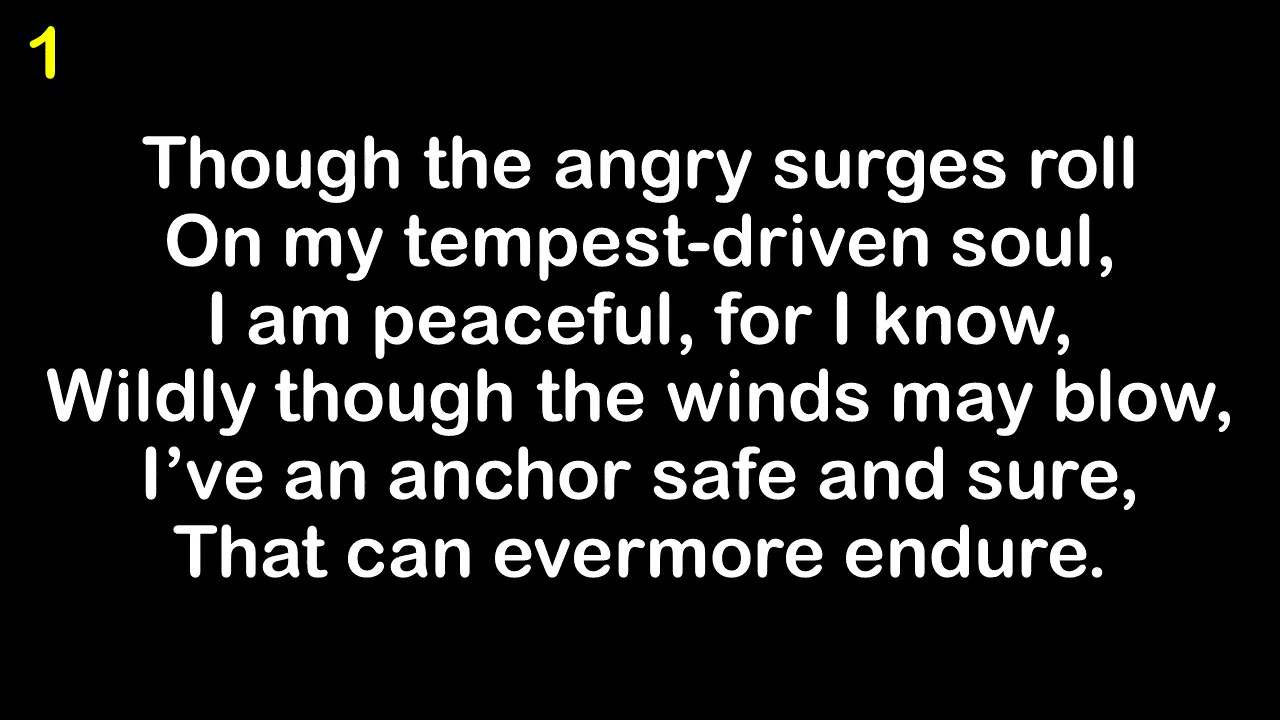 1
Though the angry surges roll
On my tempest-driven soul,
I am peaceful, for I know,
Wildly though the winds may blow,
I’ve an anchor safe and sure,
That can evermore endure.